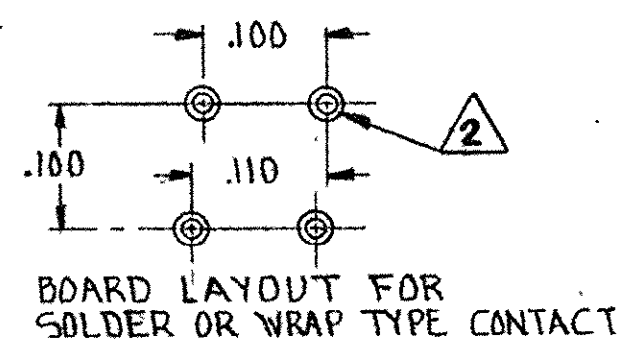 .100
2
.100
.110
BOARD LAYOUT FOR
SOLDER OR WRAP TYPE CONTACT